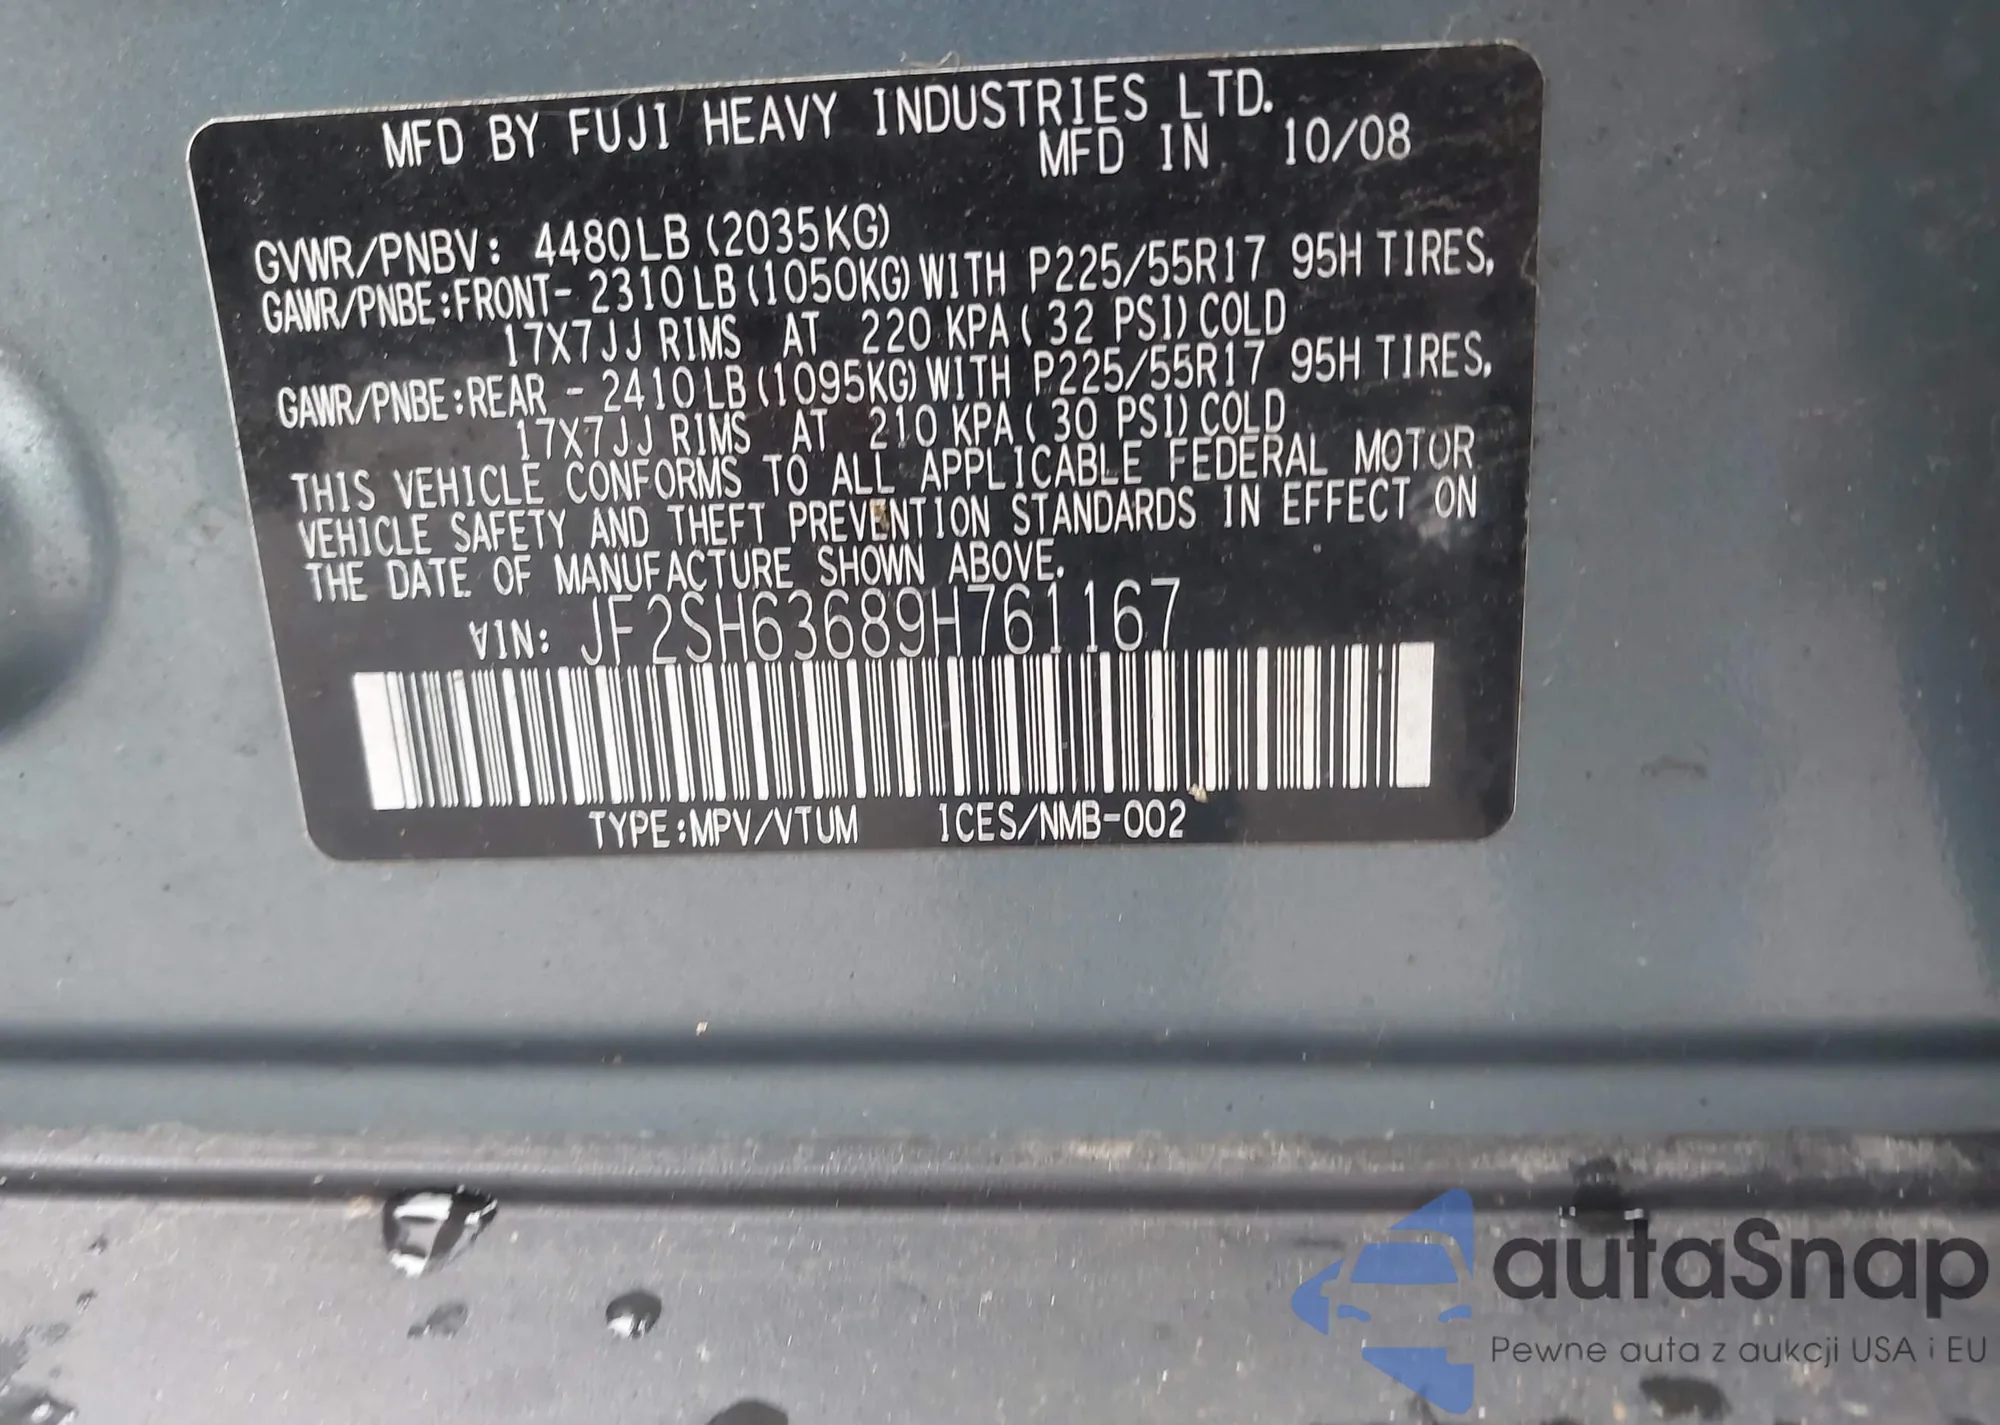 MFD BY FUJI HEAVY INDUSTRIES LTD.
MFD IN 10/08
GVWR/PNBV: 4480LB (2035KG)
GAWR/PNBE:FRONT- 2310LB(1050KG)WITH P225/55R17 95H TIRES,
17X7JJ RIMS AT 220 KPA( 32 PSI)COLD
GAWR/PNBE:REAR - 2410LB(1095KG)WITH P225/55R17 95H TIRES,
17X7JJ RIMS AT 210 KPA( 30 PSI)COLD
THIS VEHICLE CONFORMS TO ALL APPLICABLE FEDERAL MOTOR
VEHICLE SAFETY AND THEFT PREVENTION STANDARDS IN EFFECT ON
THE DATE OF MANUFACTURE SHOWN ABOVE.
VIN: JF2SH63689H761167
TYPE:MPV/VTUM ICES/NMB-002
autaSnap
Pewne auta z aukcji USA i EU